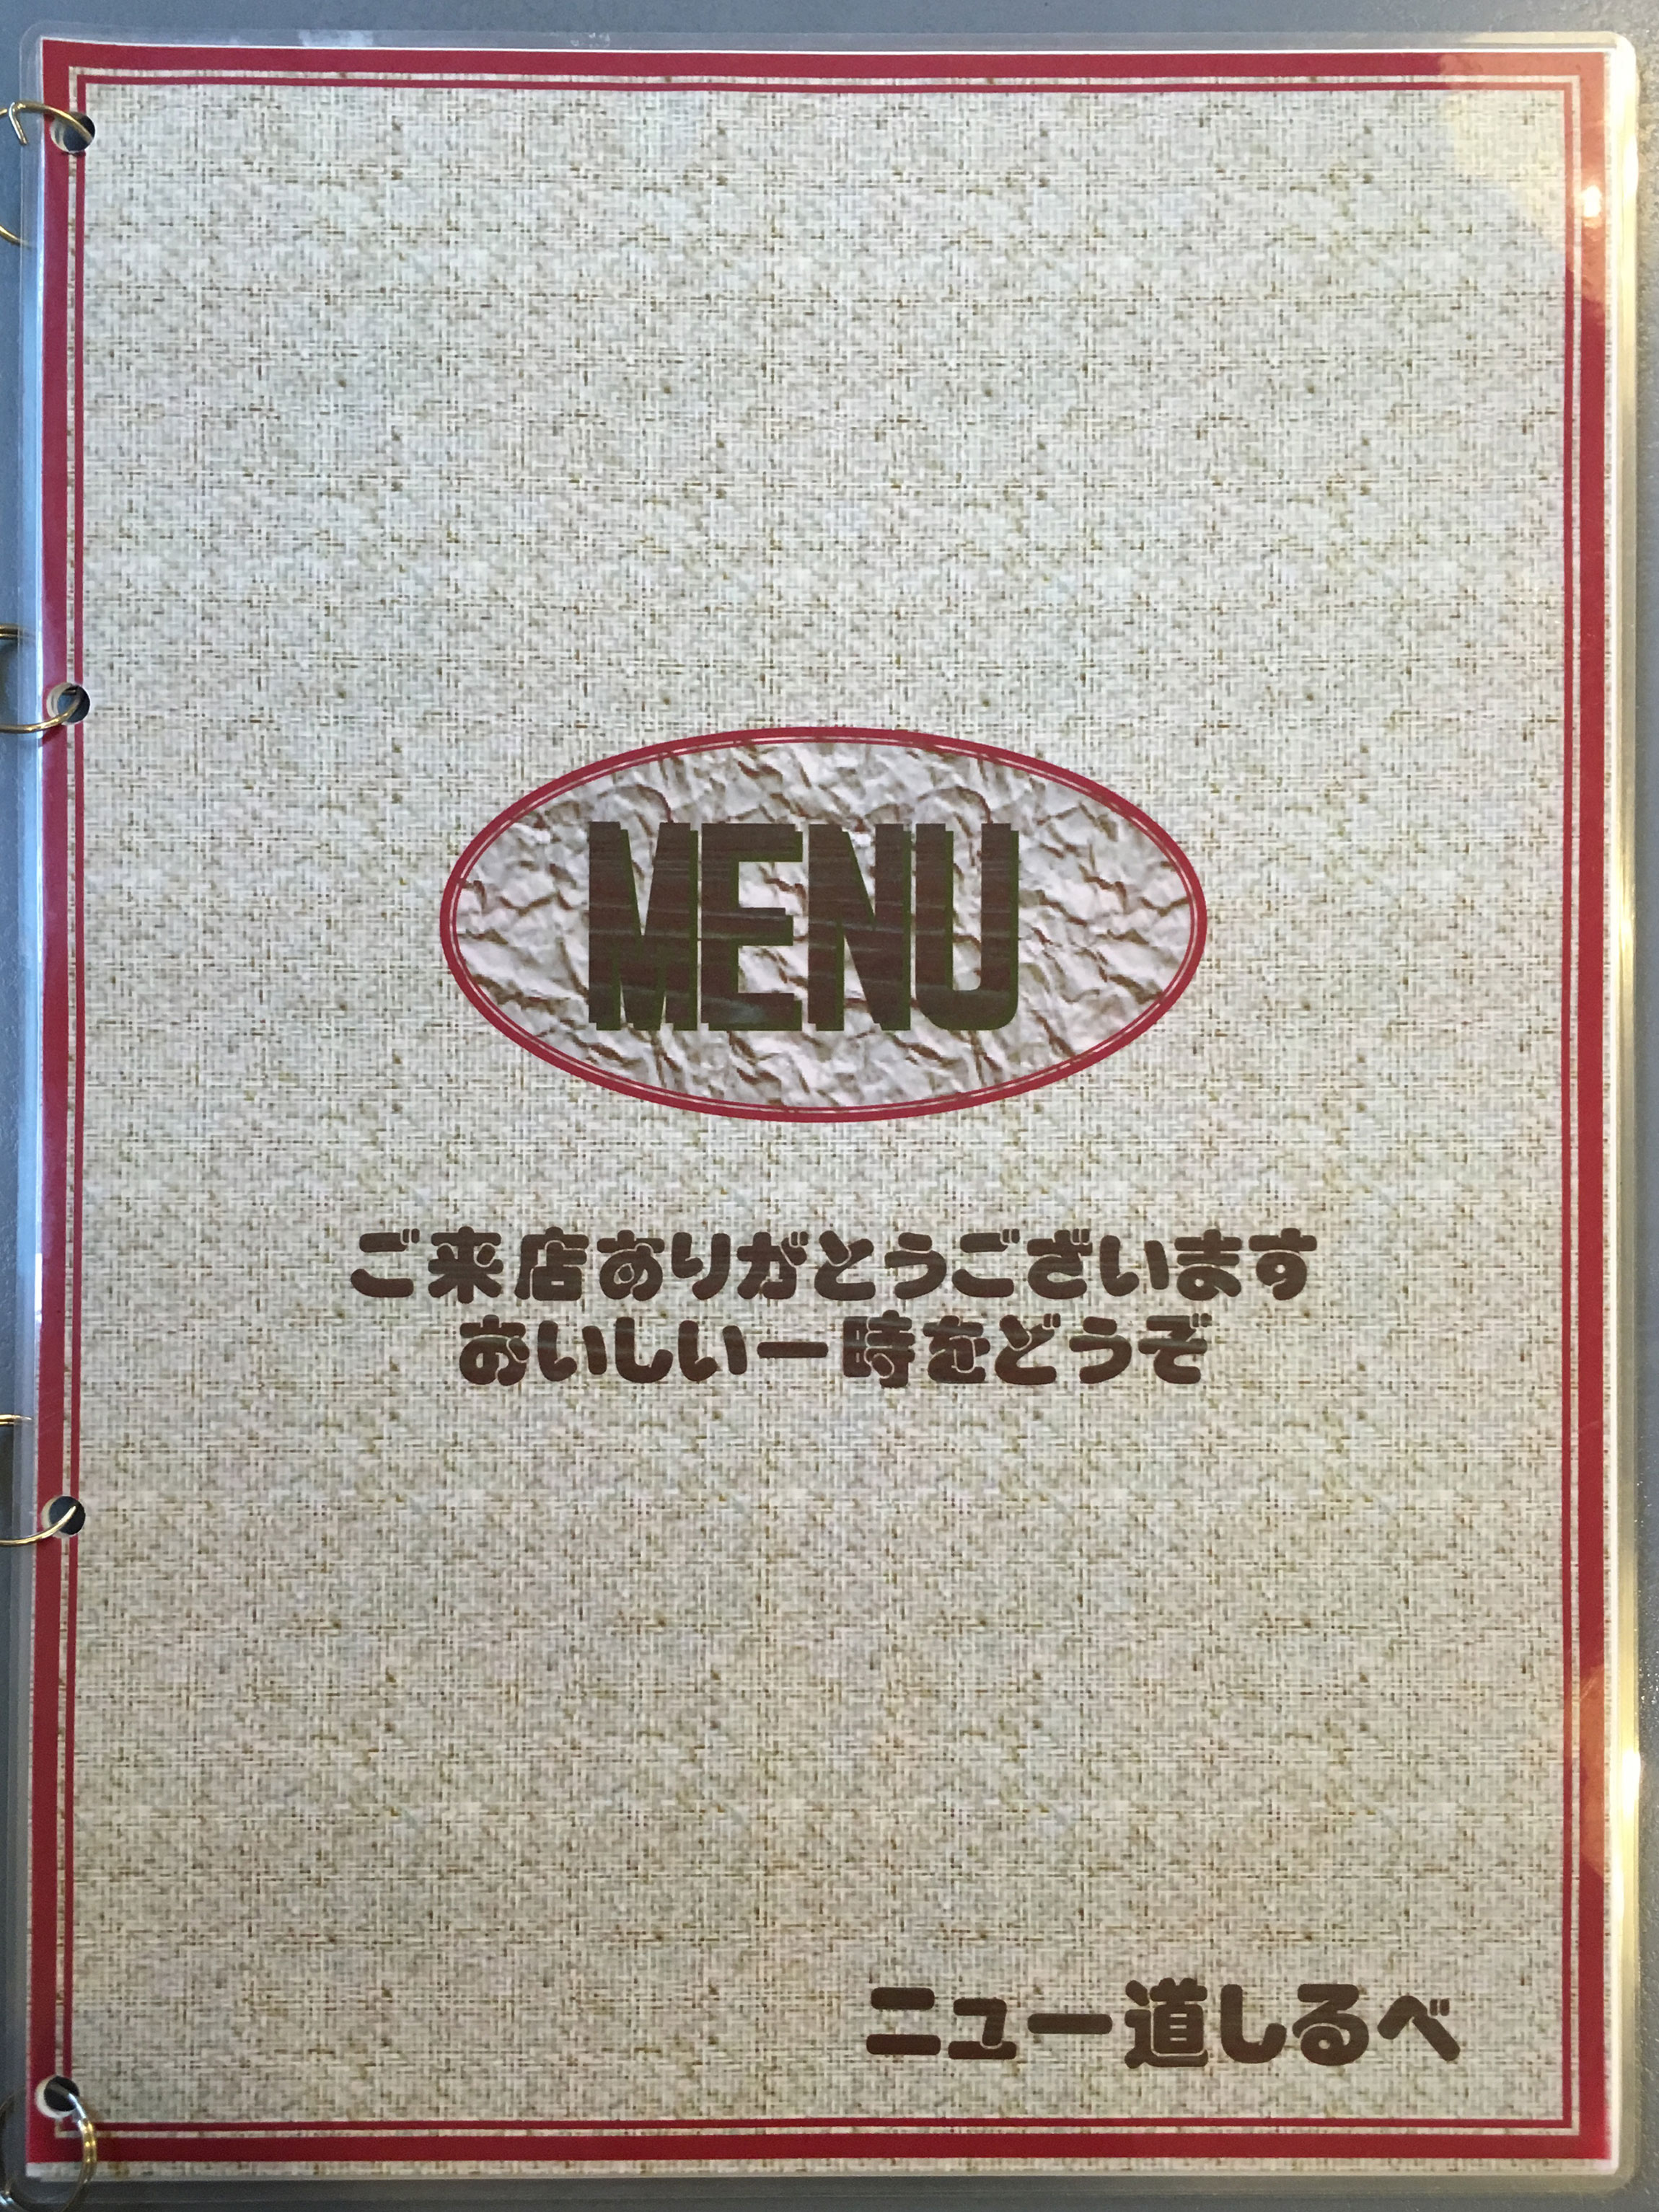 MENU
ご来店ありがとうございます
おいしい一時をどうぞ
ニュー道しるべ